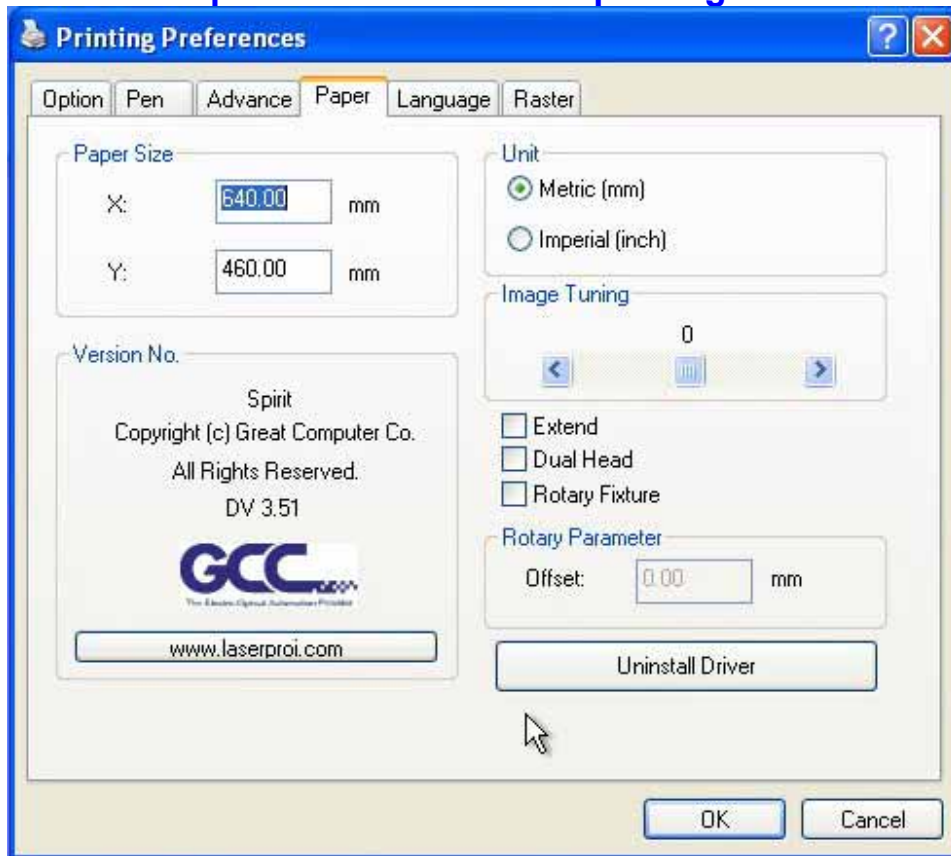 Printing Preferences
Option Pen Advance Paper Language Raster
Paper Size
X: 640.00 mm
Y: 460.00 mm
Version No.
Spirit
Copyright (c) Great Computer Co.
All Rights Reserved.
DV 3.51
GCC
www.laserproi.com
Unit
Metric (mm)
Imperial (inch)
Image Tuning
0
Extend
Dual Head
Rotary Fixture
Rotary Parameter
Offset: 0.00 mm
Uninstall Driver
OK Cancel